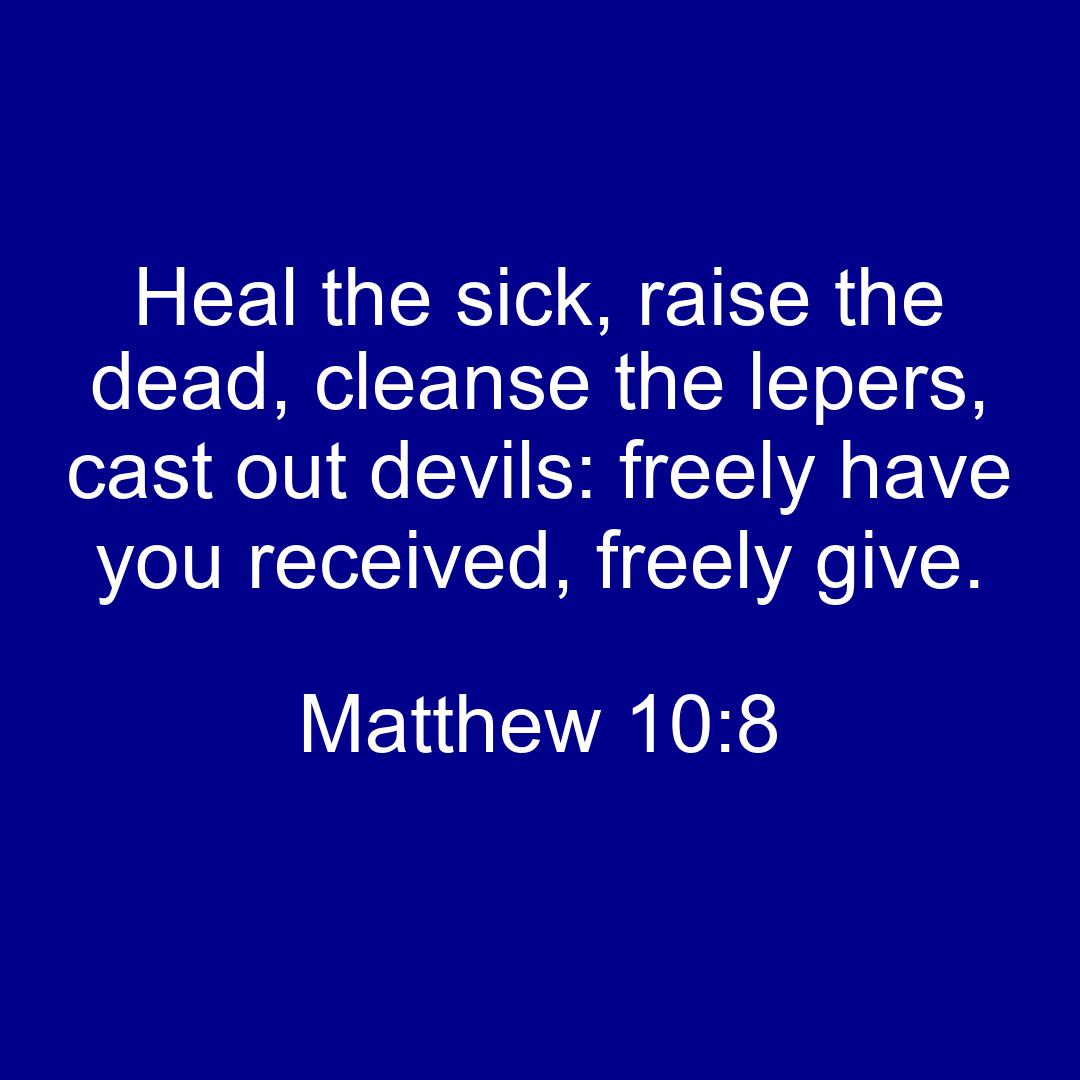 Heal the sick, raise the
dead, cleanse the lepers,
cast out devils: freely have
you received, freely give.
Matthew 10:8